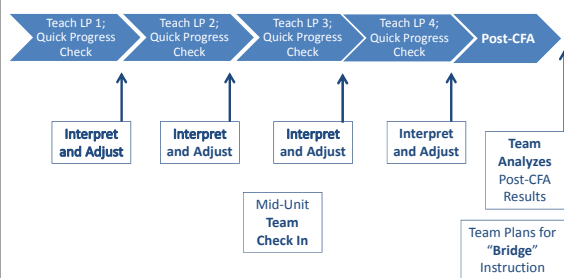 Teach LP 1;
Quick Progress
Check
Teach LP 2;
Quick Progress
Check
Teach LP 3;
Quick Progress
Check
Teach LP 4;
Quick Progress
Check
Post-CFA
Interpret
and Adjust
Interpret
and Adjust
Interpret
and Adjust
Interpret
and Adjust
Team
Analyzes
Post-CFA
Results
Mid-Unit
Team
Check In
Team Plans for
“Bridge”
Instruction